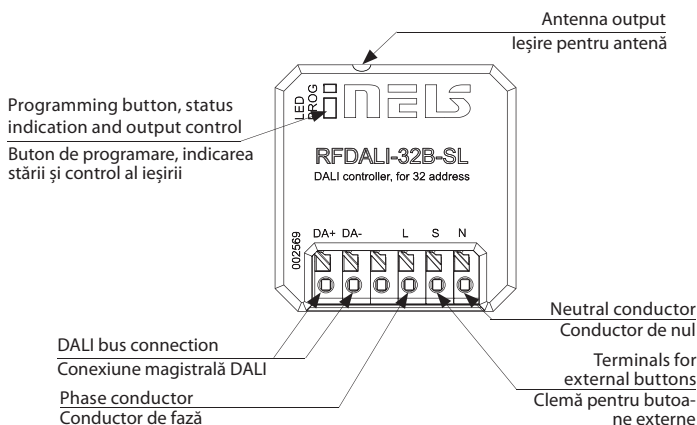 Antenna output
Ieșire pentru antenă
Programming button, status
indication and output control
Buton de programare, indicarea
stării și control al ieșirii
LED
PROG
NELS
RFDALI-32B-SL
DALI controller, for 32 address
002569
DA+ DA- L S N
DALI bus connection
Conexiune magistrală DALI
Phase conductor
Conductor de fază
Neutral conductor
Conductor de nul
Terminals for
external buttons
Clemă pentru butoa-
ne externe